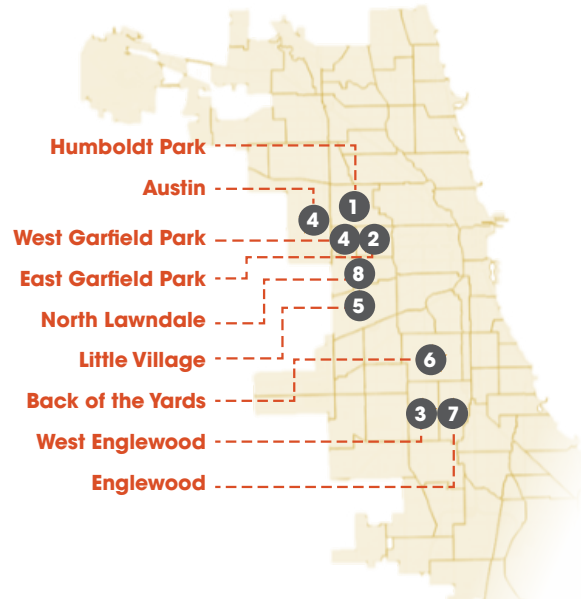 Humboldt Park
Austin
1
4
West Garfield Park
4
2
East Garfield Park
8
North Lawndale
5
Little Village
6
Back of the Yards
3
7
West Englewood
Englewood